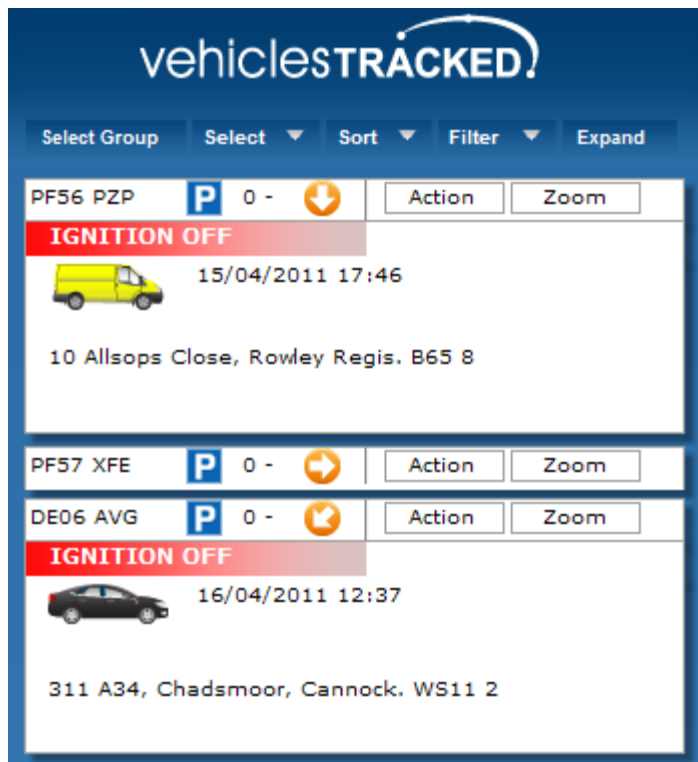 vehiclesTRACKED!
Select Group Select Sort Filter Expand
PF56 PZP P 0 - Action Zoom
IGNITION OFF
15/04/2011 17:46
10 Allsops Close, Rowley Regis. B65 8
PF57 XFE P 0 - Action Zoom
DE06 AVG P 0 - Action Zoom
IGNITION OFF
16/04/2011 12:37
311 A34, Chadsmoor, Cannock. WS11 2